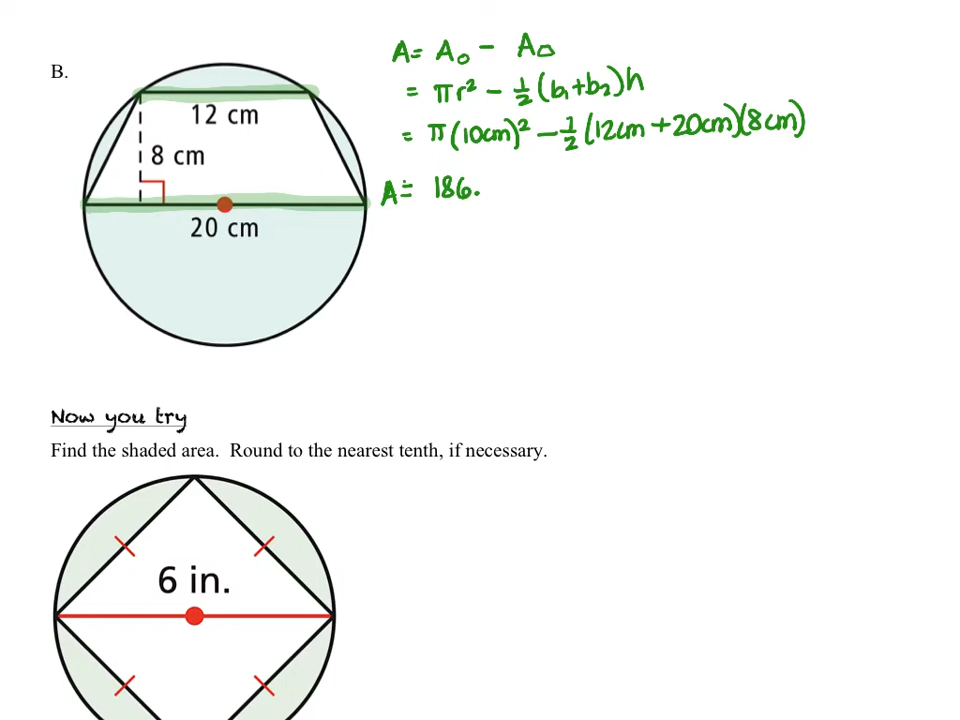 B.
12 cm
8 cm
20 cm
A = A○ - A⏢
= πr² - ½(b₁+b₂)h
= π(10cm)² - ½(12cm + 20cm)(8cm)
A ≐ 186.
Now you try
Find the shaded area. Round to the nearest tenth, if necessary.
6 in.